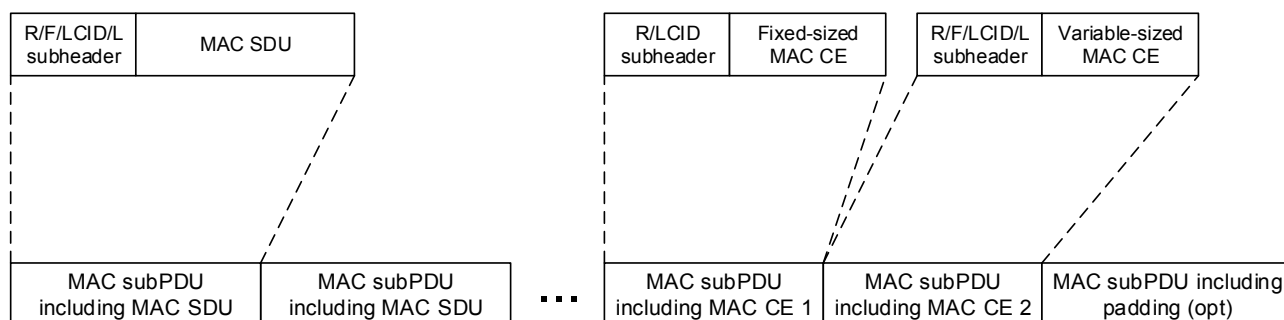 R/F/LCID/L
subheader
MAC SDU
R/LCID
subheader
Fixed-sized
MAC CE
R/F/LCID/L
subheader
Variable-sized
MAC CE
MAC subPDU
including MAC SDU
MAC subPDU
including MAC SDU
...
MAC subPDU
including MAC CE 1
MAC subPDU
including MAC CE 2
MAC subPDU including
padding (opt)